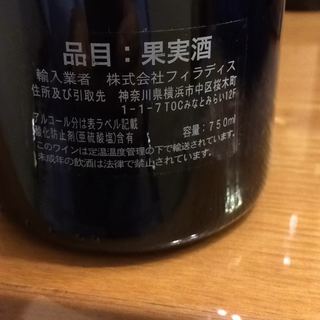 品目：果実酒
輸入業者　株式会社フィラディス
住所及び引取先　神奈川県横浜市中区桜木町
1-1-7TOCみなとみらい12F
アルコール分は表ラベル記載
酸化防止剤(亜硫酸塩)含有
容量：750ml
このワインは定温温度管理の下で輸送されています。
未成年の飲酒は法律で禁止されています。